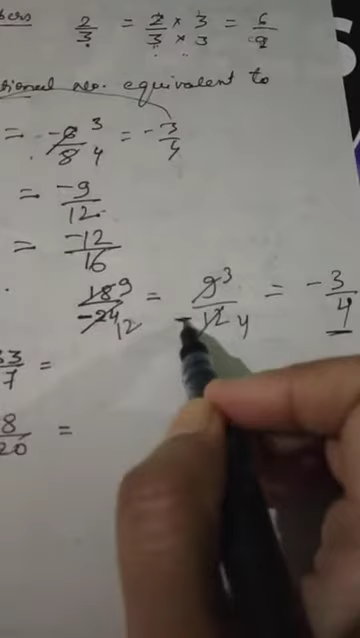 bers 2/3 = 2/3 × 3/3 = 6/9
tional no. equivalent to
= -6/8 3/4 = -3/4
= -9/12
= -12/16
18/-24 9/12 = 9/-12 3/4 = -3/4
33/7 =
8/20 =